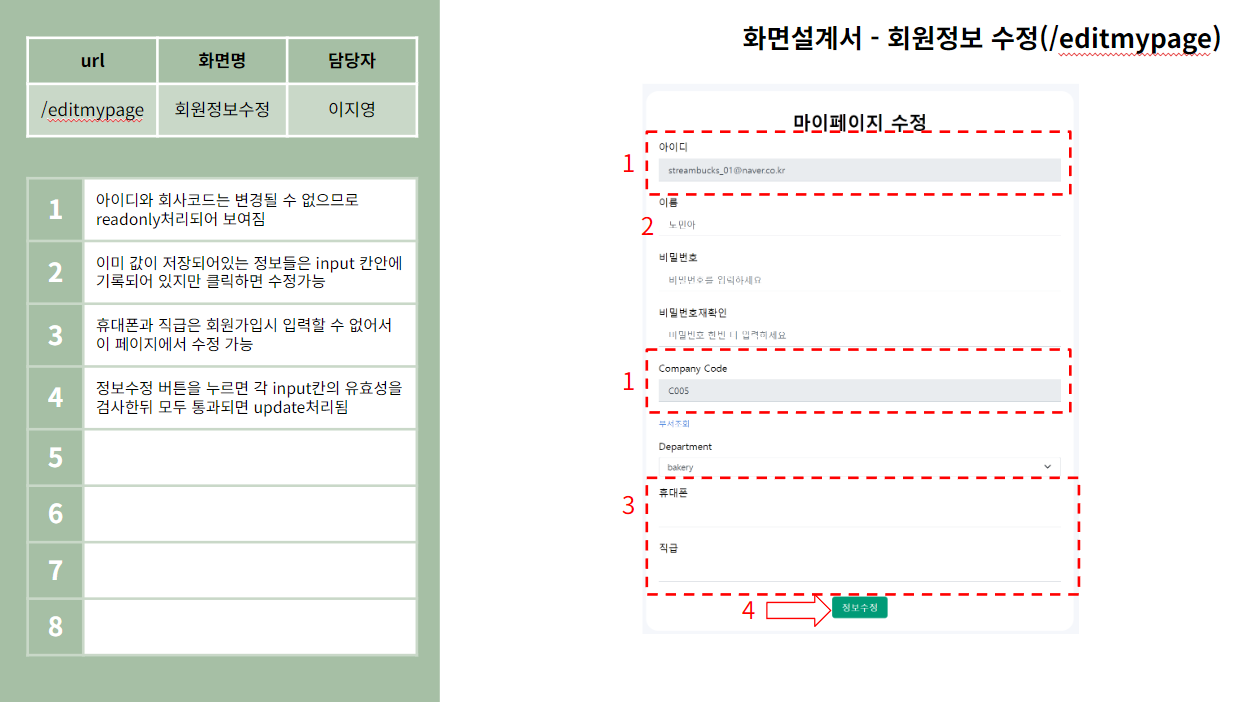 화면설계서 - 회원정보 수정(/editmypage)
url 화면명 담당자
/editmypage 회원정보수정 이지영
1 아이디와 회사코드는 변경될 수 없으므로
readonly처리되어 보여짐
2 이미 값이 저장되어있는 정보들은 input 칸안에
기록되어 있지만 클릭하면 수정가능
3 휴대폰과 직급은 회원가입시 입력할 수 없어서
이 페이지에서 수정 가능
4 정보수정 버튼을 누르면 각 input칸의 유효성을
검사한뒤 모두 통과되면 update처리됨
5
6
7
8
마이페이지 수정
1
아이디
streambucks_01@naver.co.kr
이름
2
노민아
비밀번호
비밀번호를 입력하세요
비밀번호재확인
비밀번호 한번 더 입력하세요
1
Company Code
C005
부서조회
Department
bakery
3
휴대폰
직급
4
정보수정